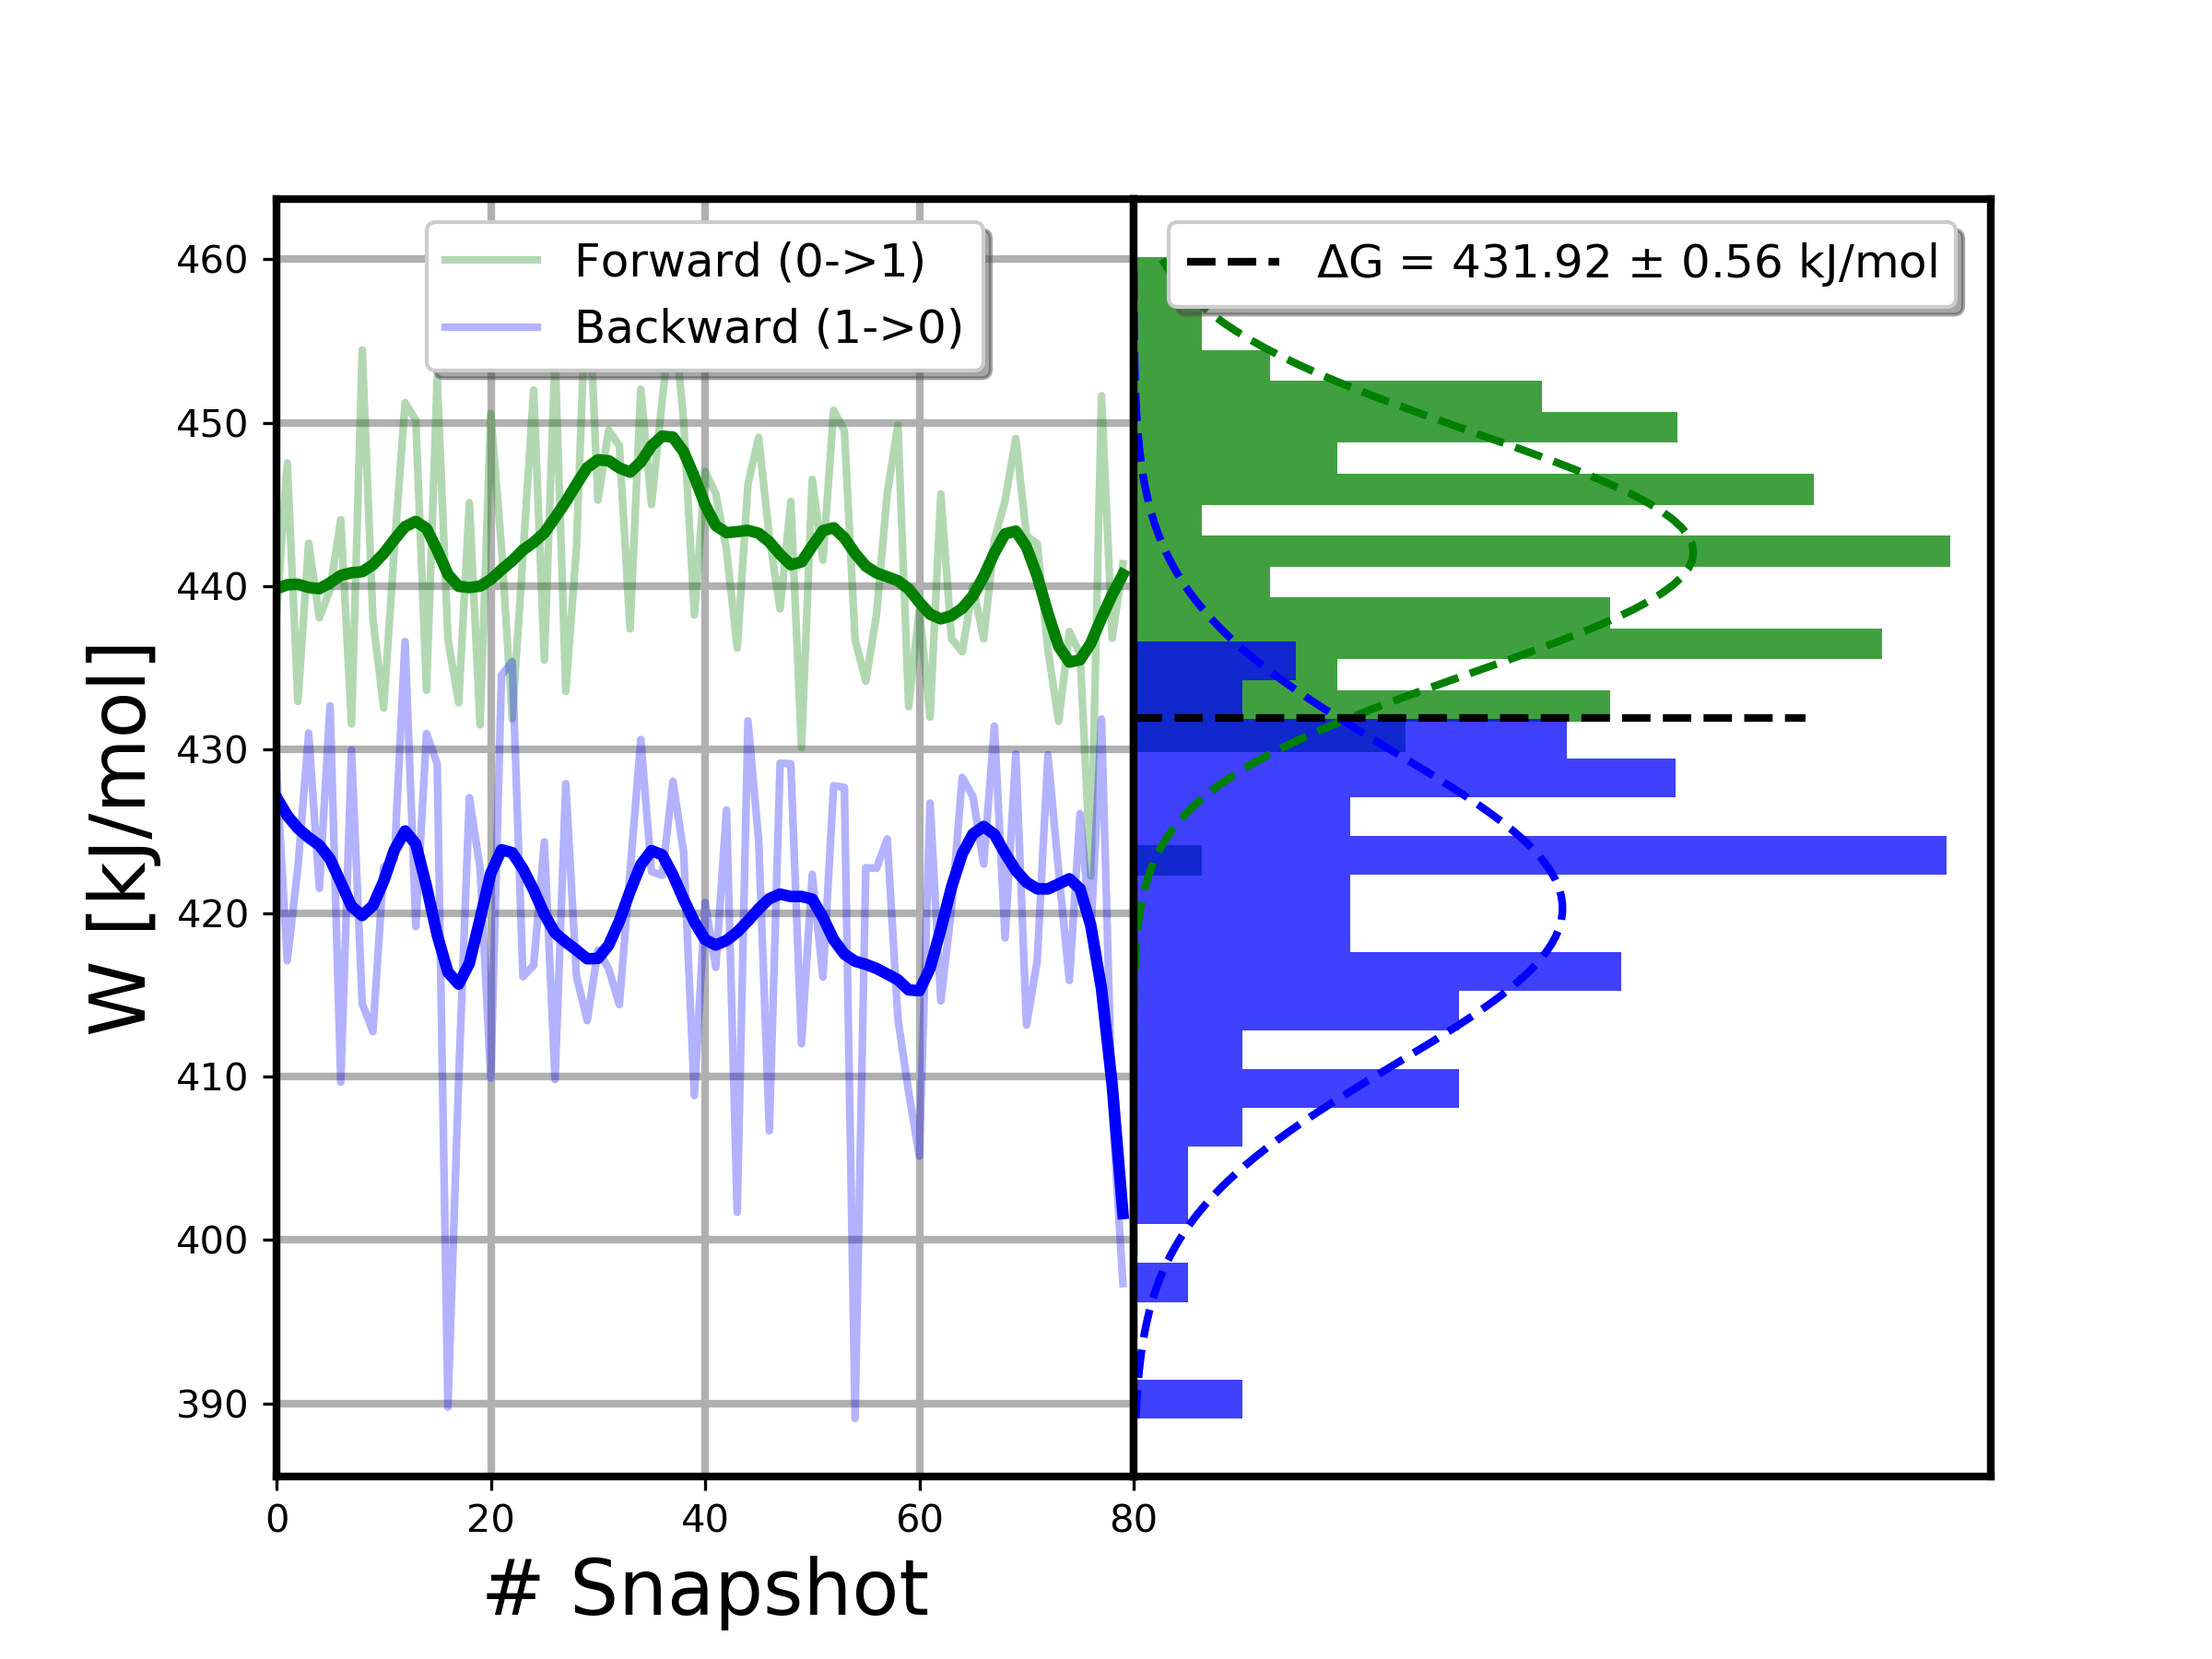 Forward (0->1)
Backward (1->0)
ΔG = 431.92 ± 0.56 kJ/mol
460
450
440
430
420
410
400
390
W [kJ/mol]
0 20 40 60 80
# Snapshot